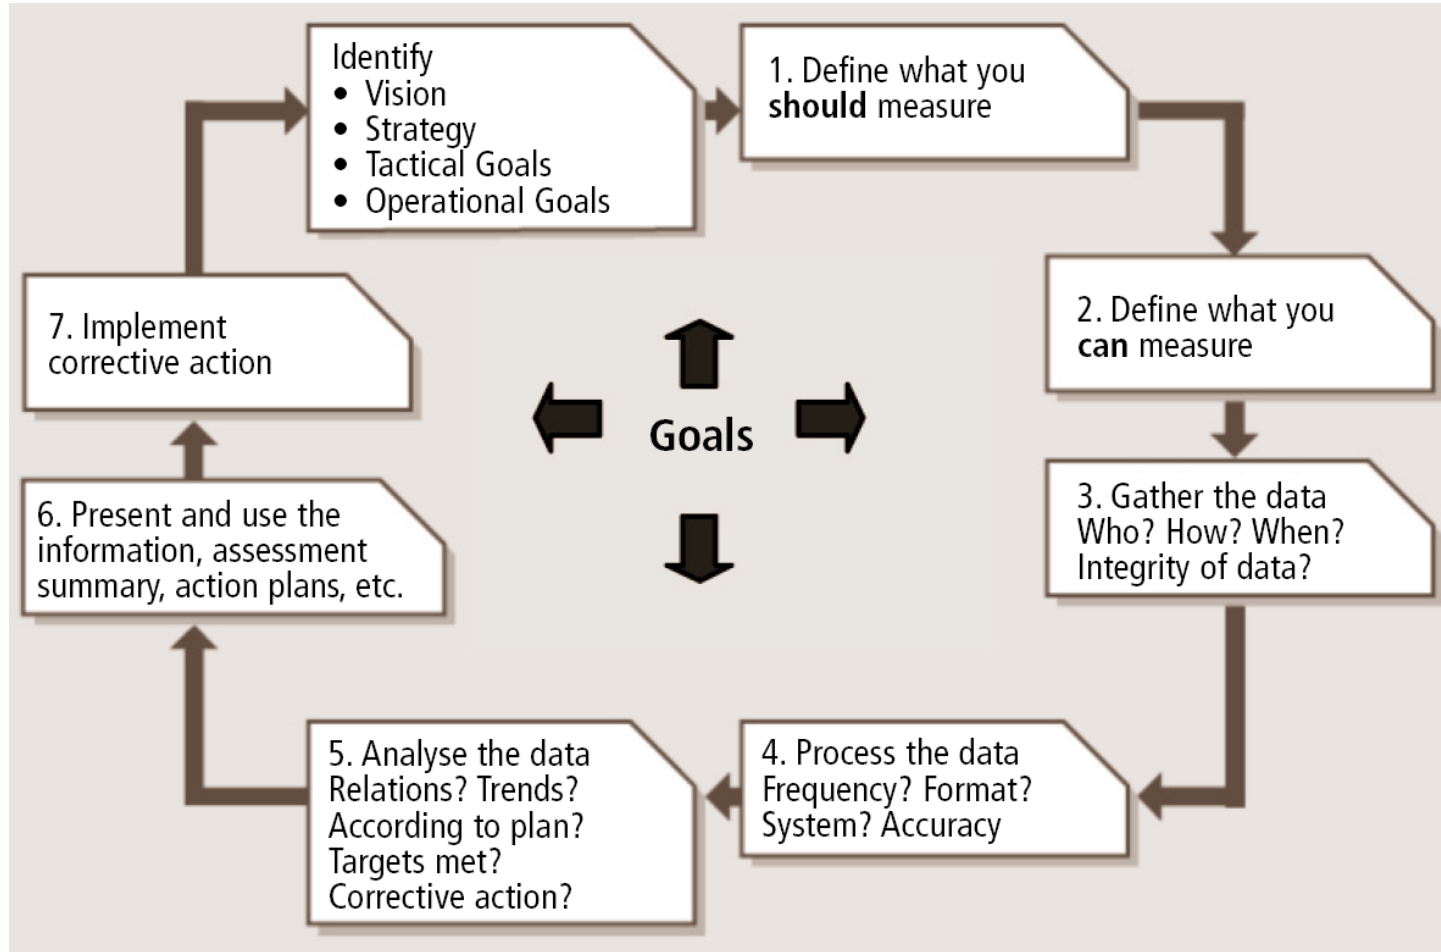 Identify
• Vision
• Strategy
• Tactical Goals
• Operational Goals
1. Define what you
should measure
2. Define what you
can measure
3. Gather the data
Who? How? When?
Integrity of data?
4. Process the data
Frequency? Format?
System? Accuracy
5. Analyse the data
Relations? Trends?
According to plan?
Targets met?
Corrective action?
6. Present and use the
information, assessment
summary, action plans, etc.
7. Implement
corrective action
Goals